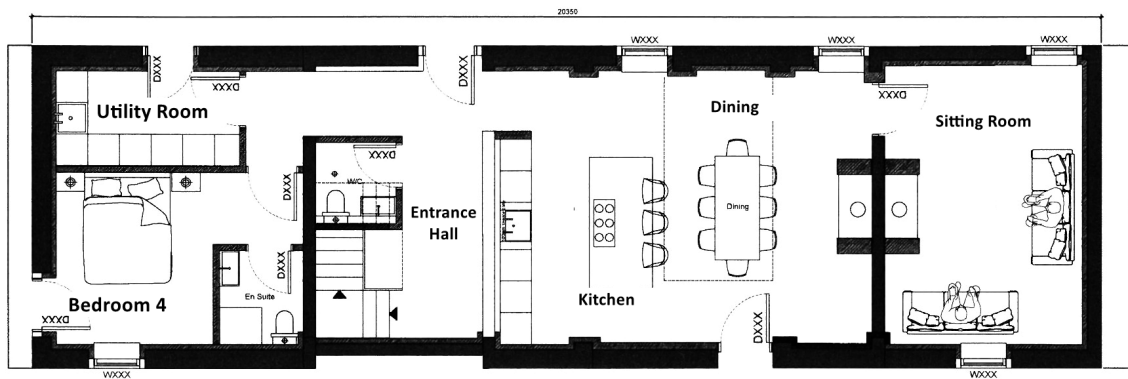 20350
WXXX
WXXX
WXXX
DXXX
DXXX
DXXX
DXXX
Utility Room
Dining
Sitting Room
DXXX
W/C
DXXX
Entrance
Hall
Dining
Bedroom 4
En Suite
DXXX
Kitchen
DXXX
DXXX
WXXX
WXXX